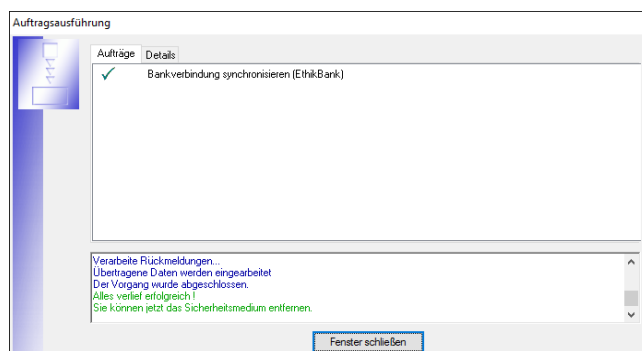 Auftragsausführung
Aufträge Details
Bankverbindung synchronisieren (EthikBank)
Verarbeite Rückmeldungen...
Übertragene Daten werden eingearbeitet
Der Vorgang wurde abgeschlossen.
Alles verlief erfolgreich !
Sie können jetzt das Sicherheitsmedium entfernen.
Fenster schließen